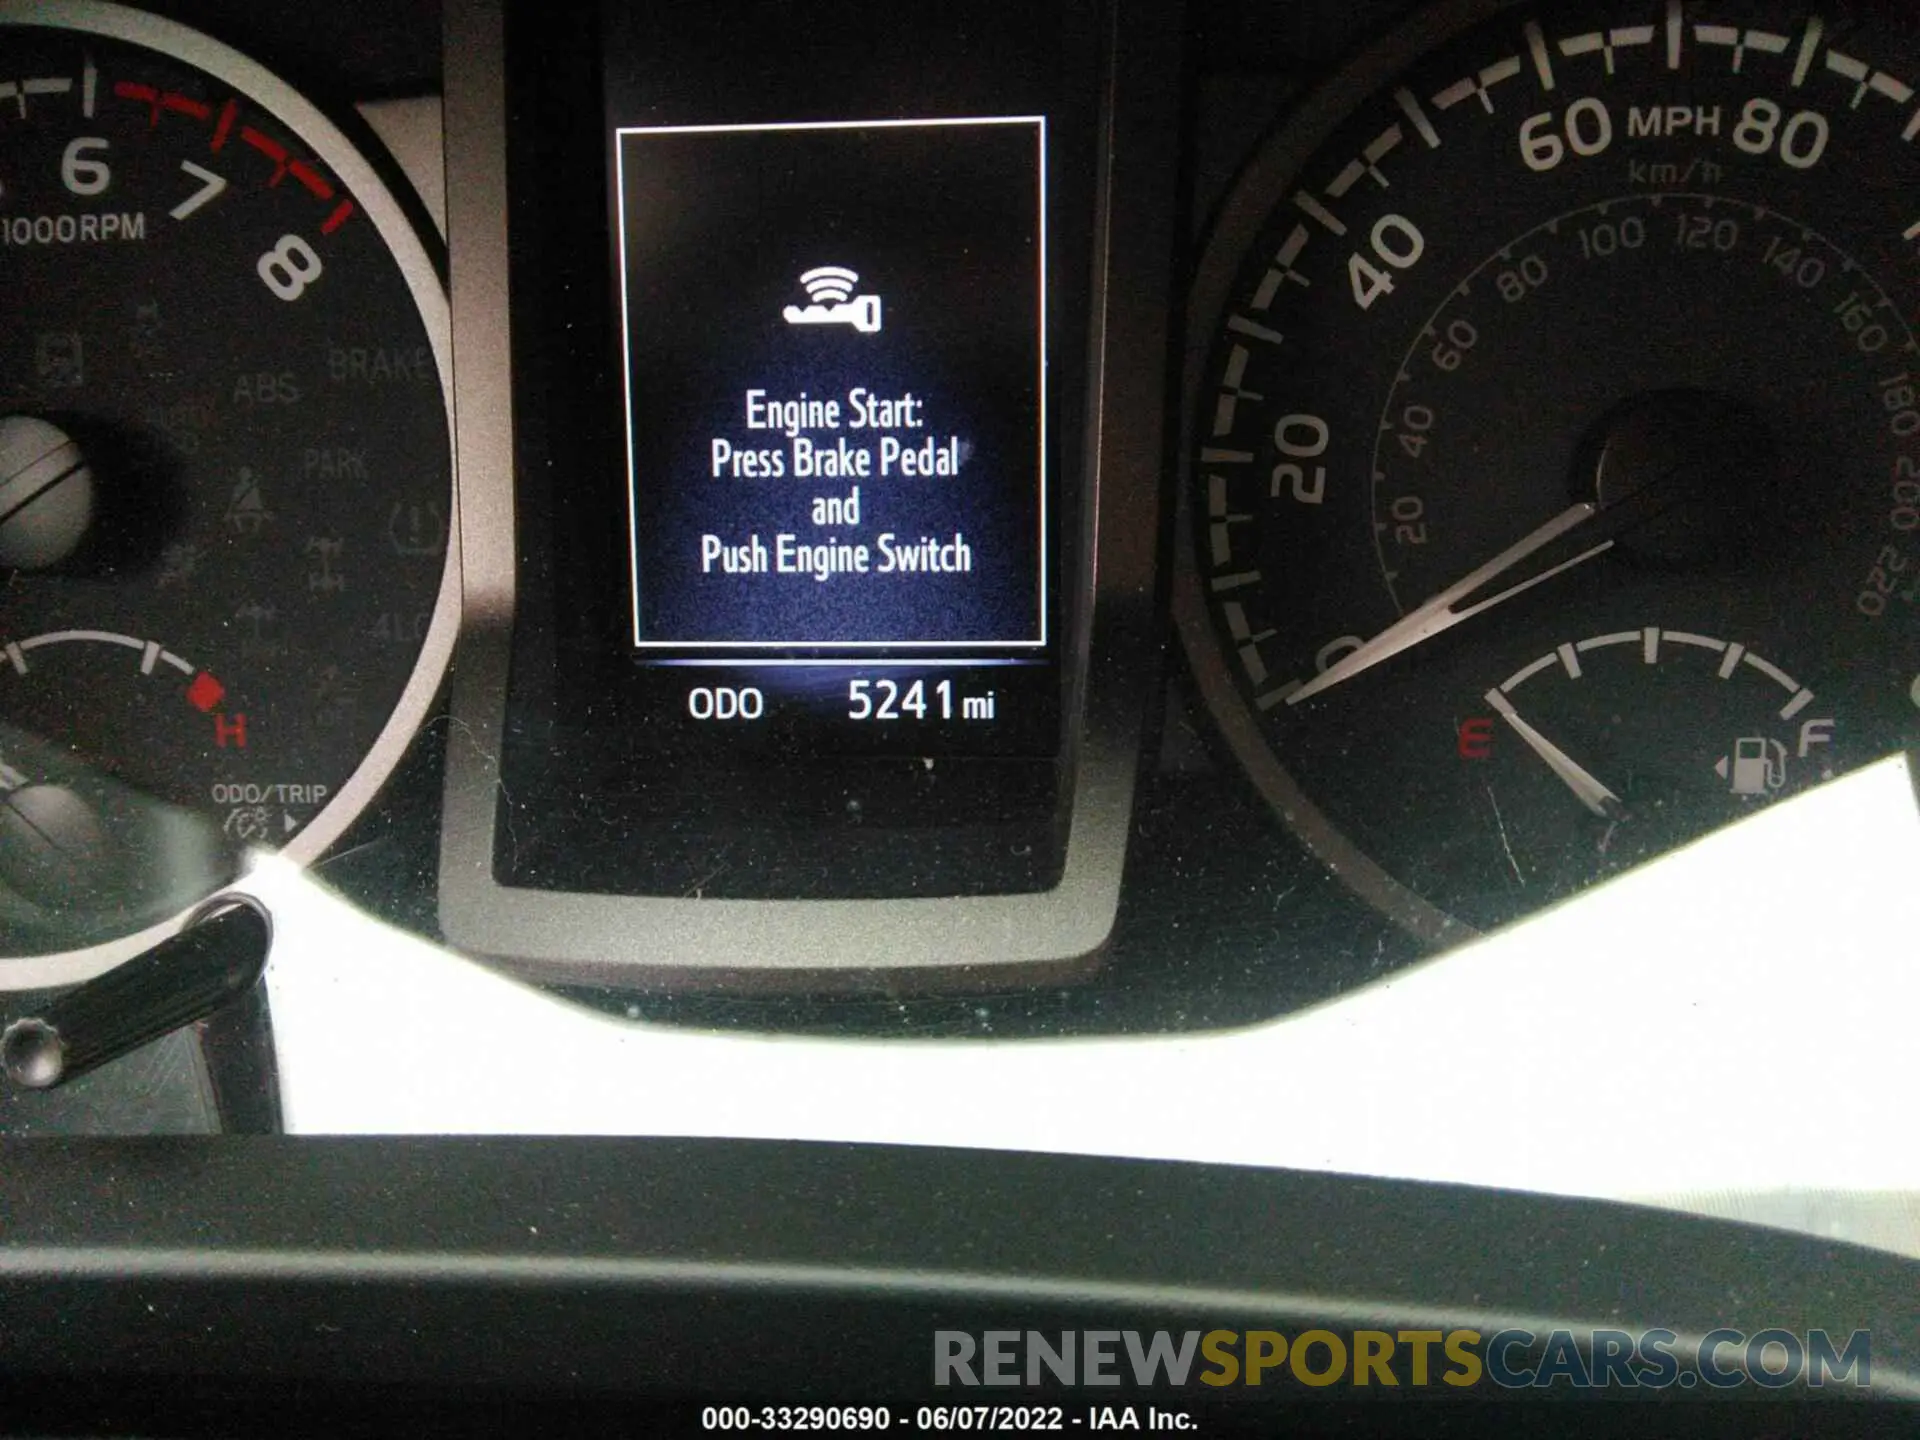 6
7
8
1000RPM
BRAKE
ABS
PARK
H
ODO/TRIP
Engine Start:
Press Brake Pedal
and
Push Engine Switch
ODO 5241 mi
0
20
40
60
MPH
80
km/h
20
40
60
80
100
120
140
160
180
200
220
E
F
RENEWSPORTSCARS.COM
000-33290690 - 06/07/2022 - IAA Inc.